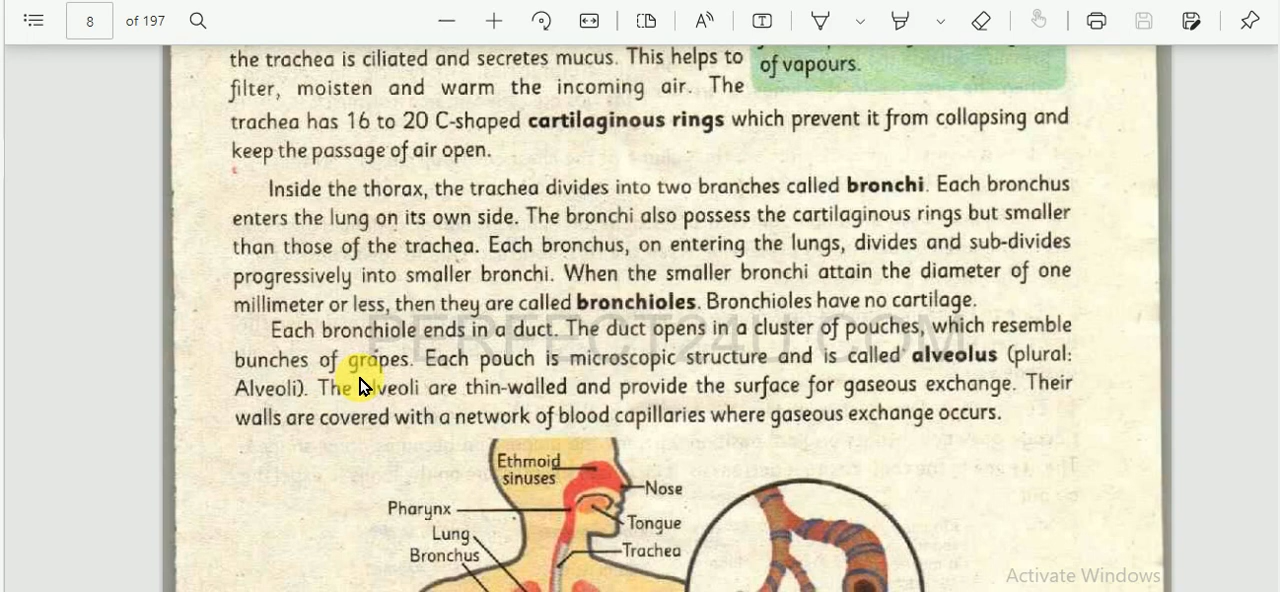 8 of 197
the trachea is ciliated and secretes mucus. This helps to
filter, moisten and warm the incoming air. The
of vapours.
trachea has 16 to 20 C-shaped cartilaginous rings which prevent it from collapsing and
keep the passage of air open.
Inside the thorax, the trachea divides into two branches called bronchi. Each bronchus
enters the lung on its own side. The bronchi also possess the cartilaginous rings but smaller
than those of the trachea. Each bronchus, on entering the lungs, divides and sub-divides
progressively into smaller bronchi. When the smaller bronchi attain the diameter of one
millimeter or less, then they are called bronchioles. Bronchioles have no cartilage.
PERFECT24U.COM
Each bronchiole ends in a duct. The duct opens in a cluster of pouches, which resemble
bunches of grapes. Each pouch is microscopic structure and is called alveolus (plural:
Alveoli). The alveoli are thin-walled and provide the surface for gaseous exchange. Their
walls are covered with a network of blood capillaries where gaseous exchange occurs.
Ethmoid
sinuses
Nose
Pharynx
Tongue
Lung
Trachea
Bronchus
Activate Windows